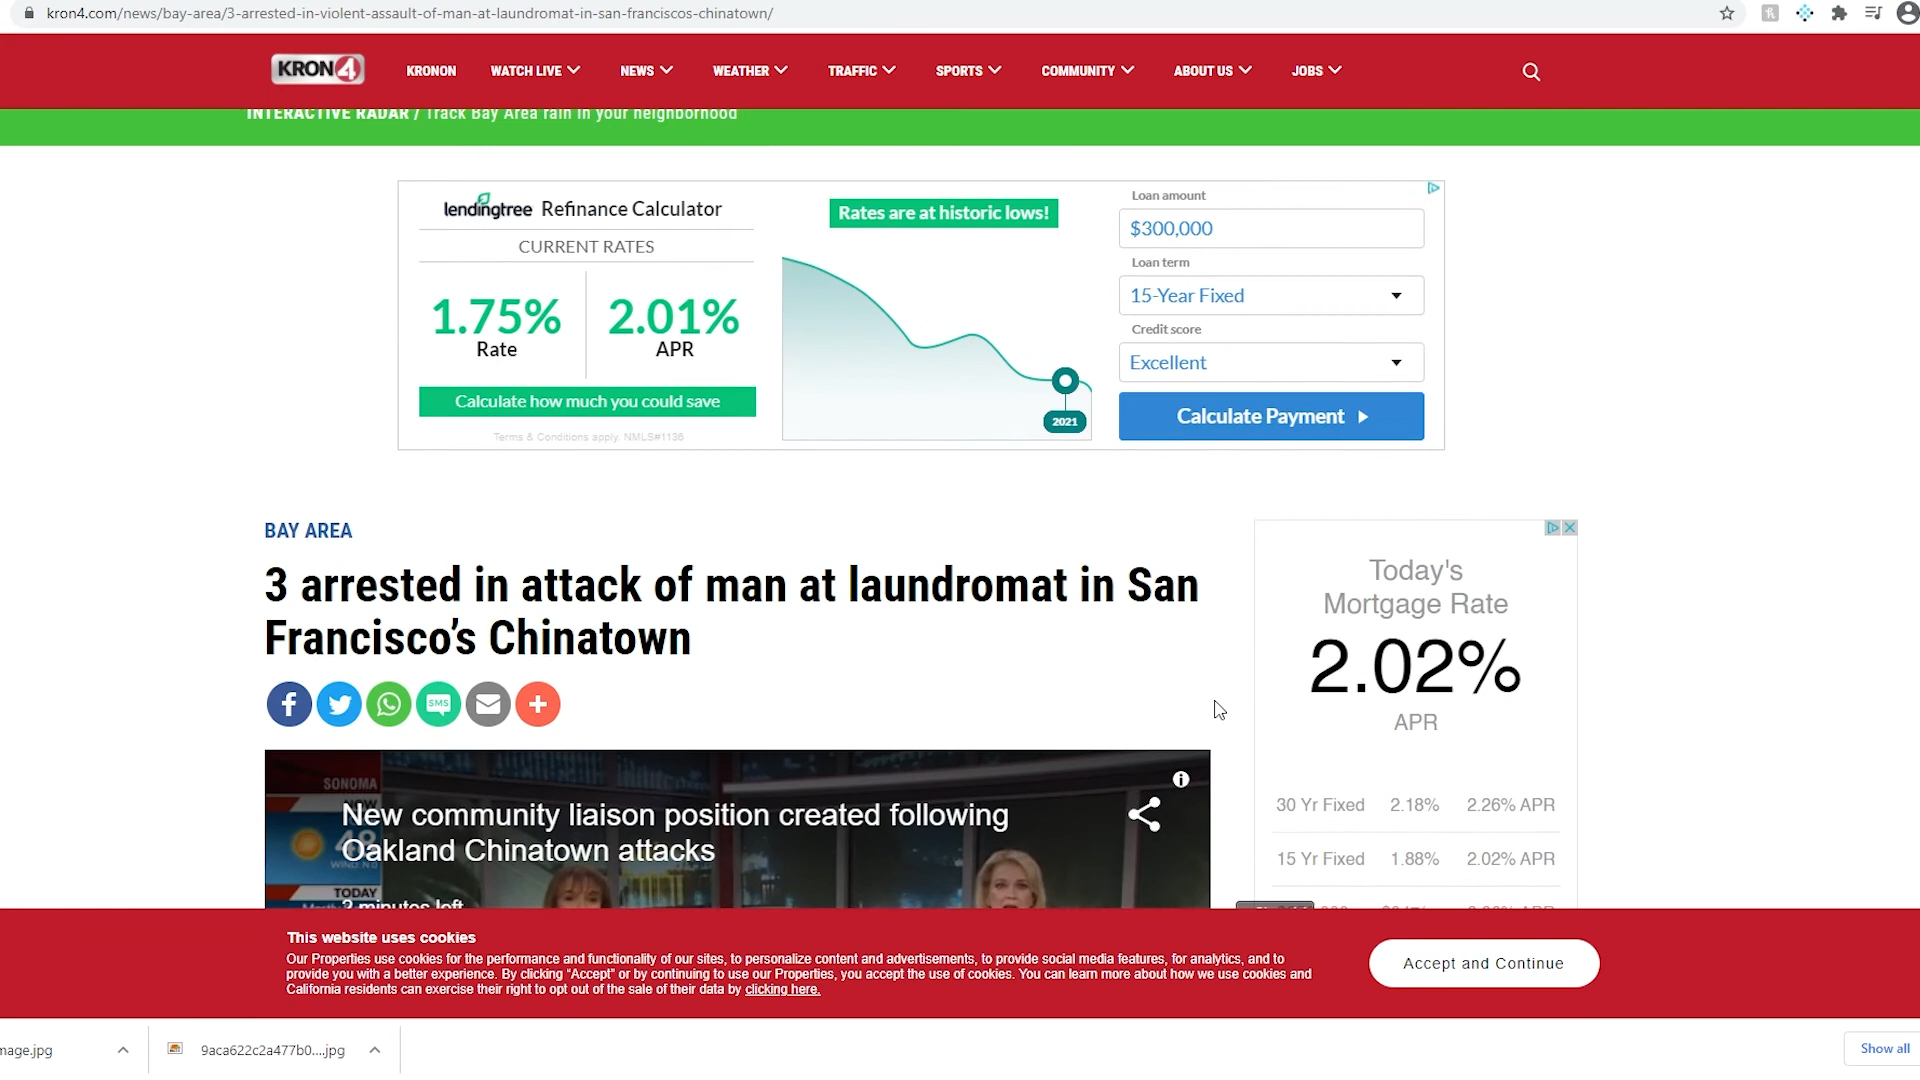 kron4.com/news/bay-area/3-arrested-in-violent-assault-of-man-at-laundromat-in-san-franciscos-chinatown/
KRON4
KRONON
WATCH LIVE
NEWS
WEATHER
TRAFFIC
SPORTS
COMMUNITY
ABOUT US
JOBS
INTERACTIVE RADAR / Track Bay Area rain in your neighborhood
lendingtree Refinance Calculator
CURRENT RATES
1.75%
Rate
2.01%
APR
Calculate how much you could save
Terms & Conditions apply. NMLS#1136
Rates are at historic lows!
2021
Loan amount
$300,000
Loan term
15-Year Fixed
Credit score
Excellent
Calculate Payment
BAY AREA
3 arrested in attack of man at laundromat in San
Francisco's Chinatown
SMS
SONOMA
NOW
48
TODAY
New community liaison position created following
Oakland Chinatown attacks
2 minutes left
Today's
Mortgage Rate
2.02%
APR
30 Yr Fixed 2.18% 2.26% APR
15 Yr Fixed 1.88% 2.02% APR
This website uses cookies
Our Properties use cookies for the performance and functionality of our sites, to personalize content and advertisements, to provide social media features, for analytics, and to
provide you with a better experience. By clicking "Accept" or by continuing to use our Properties, you accept the use of cookies. You can learn more about how we use cookies and
California residents can exercise their right to opt out of the sale of their data by clicking here.
Accept and Continue
mage.jpg
9aca622c2a477b0....jpg
Show all